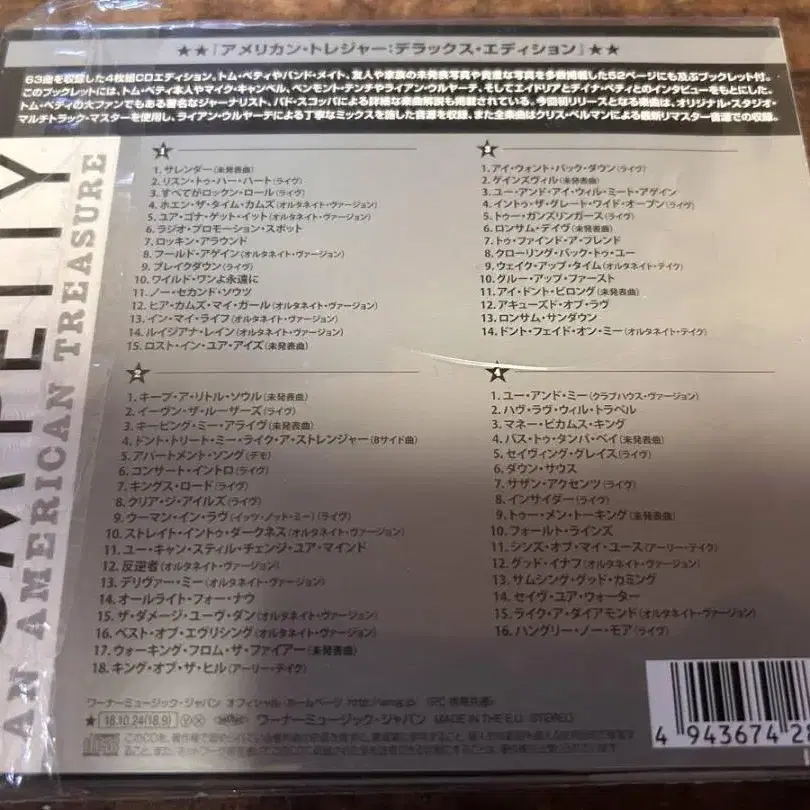 ★★『アメリカン・トレジャー:デラックス・エディション』★★
63曲を収録した4枚組CDエディション。トム・ペティやバンド・メイト、友人や家族の未発表写真や貴重な写真を多数掲載した52ページにも及ぶブックレット付。
このブックレットには、トム・ペティ本人やマイク・キャンベル、ベンモント・テンチやライアン・ウルヤーテ、そしてエイドリアとデイナ・ペティとのインタビューをもとにした、
トム・ペティの大ファンでもある著名なジャーナリスト、バド・スコッパによる詳細な楽曲解説も掲載されている。今回初リリースとなる楽曲は、オリジナル・スタジオ・
マルチトラック・マスターを使用し、ライアン・ウルヤーテによる丁寧なミックスを施した音源を収録、また全楽曲はクリス・ベルマンによる最新リマスター音源での収録。
TOM PETTY
AN AMERICAN TREASURE
1
1. サレンダー(未発表曲)
2. リスン・トゥ・ハー・ハート(ライヴ)
3. すべてがロックン・ロール(ライヴ)
4. ホエン・ザ・タイム・カムズ(オルタネイト・ヴァージョン)
5. ユア・ゴナ・ゲット・イット(オルタネイト・ヴァージョン)
6. ラジオ・プロモーション・スポット
7. ロッキン・アラウンド
8. フールド・アゲイン(オルタネイト・ヴァージョン)
9. ブレイクダウン(ライヴ)
10. ワイルド・ワンよ永遠に
11. ノー・セカンド・ソウツ
12. ヒア・カムズ・マイ・ガール(オルタネイト・ヴァージョン)
13. イン・マイ・ライフ(オルタネイト・ヴァージョン)
14. ルイジアナ・レイン(オルタネイト・ヴァージョン)
15. ロスト・イン・ユア・アイズ(未発表曲)
2
1. キープ・ア・リトル・ソウル(未発表曲)
2. イーヴン・ザ・ルーザーズ(ライヴ)
3. キーピング・ミー・アライヴ(未発表曲)
4. ドント・トリート・ミー・ライク・ア・ストレンジャー(Bサイド曲)
5. アパートメント・ソング(デモ)
6. コンサート・イントロ(ライヴ)
7. キングス・ロード(ライヴ)
8. クリア・ジ・アイルズ(ライヴ)
9. ウーマン・イン・ラヴ(イッツ・ノット・ミー)(ライヴ)
10. ストレイト・イントゥ・ダークネス(オルタネイト・ヴァージョン)
11. ユー・キャン・スティル・チェンジ・ユア・マインド
12. 反逆者(オルタネイト・ヴァージョン)
13. デリヴァー・ミー(オルタネイト・ヴァージョン)
14. オールライト・フォー・ナウ
15. ザ・ダメージ・ユーヴ・ダン(オルタネイト・ヴァージョン)
16. ベスト・オブ・エヴリシング(オルタネイト・ヴァージョン)
17. ウォーキング・フロム・ザ・ファイアー(未発表曲)
18. キング・オブ・ザ・ヒル(アーリー・テイク)
3
1. アイ・ウォント・バック・ダウン(ライヴ)
2. ゲインズヴィル(未発表曲)
3. ユー・アンド・アイ・ウィル・ミート・アゲイン
4. イントゥ・ザ・グレート・ワイド・オープン(ライヴ)
5. トゥー・ガンズリンガーズ(ライヴ)
6. ロンサム・デイヴ(未発表曲)
7. トゥ・ファインド・ア・フレンド
8. クローリング・バック・トゥ・ユー
9. ウェイク・アップ・タイム(オルタネイト・テイク)
10. グルー・アップ・ファースト
11. アイ・ドント・ビロング(未発表曲)
12. アキューズド・オブ・ラヴ
13. ロンサム・サンダウン
14. ドント・フェイド・オン・ミー(オルタネイト・テイク)
4
1. ユー・アンド・ミー(クラブハウス・ヴァージョン)
2. ハヴ・ラヴ・ウィル・トラベル
3. マネー・ビカムス・キング
4. バス・トゥ・タンパ・ベイ(未発表曲)
5. セイヴィング・グレイス(ライヴ)
6. ダウン・サウス
7. サザン・アクセンツ(ライヴ)
8. インサイダー(ライヴ)
9. トゥー・メン・トーキング(未発表曲)
10. フォールト・ラインズ
11. シンズ・オブ・マイ・ユース(アーリー・テイク)
12. グッド・イナフ(オルタネイト・ヴァージョン)
13. サムシング・グッド・カミング
14. セイヴ・ユア・ウォーター
15. ライク・ア・ダイアモンド(オルタネイト・ヴァージョン)
16. ハングリー・ノー・モア(ライヴ)
ワーナーミュージック・ジャパン オフィシャル・ホームページ http://wmg.jp/ (PC・携帯共通)
★ 18.10.24(18.9) ワーナーミュージック・ジャパン MADE IN THE E.U. STEREO
4 943674 28